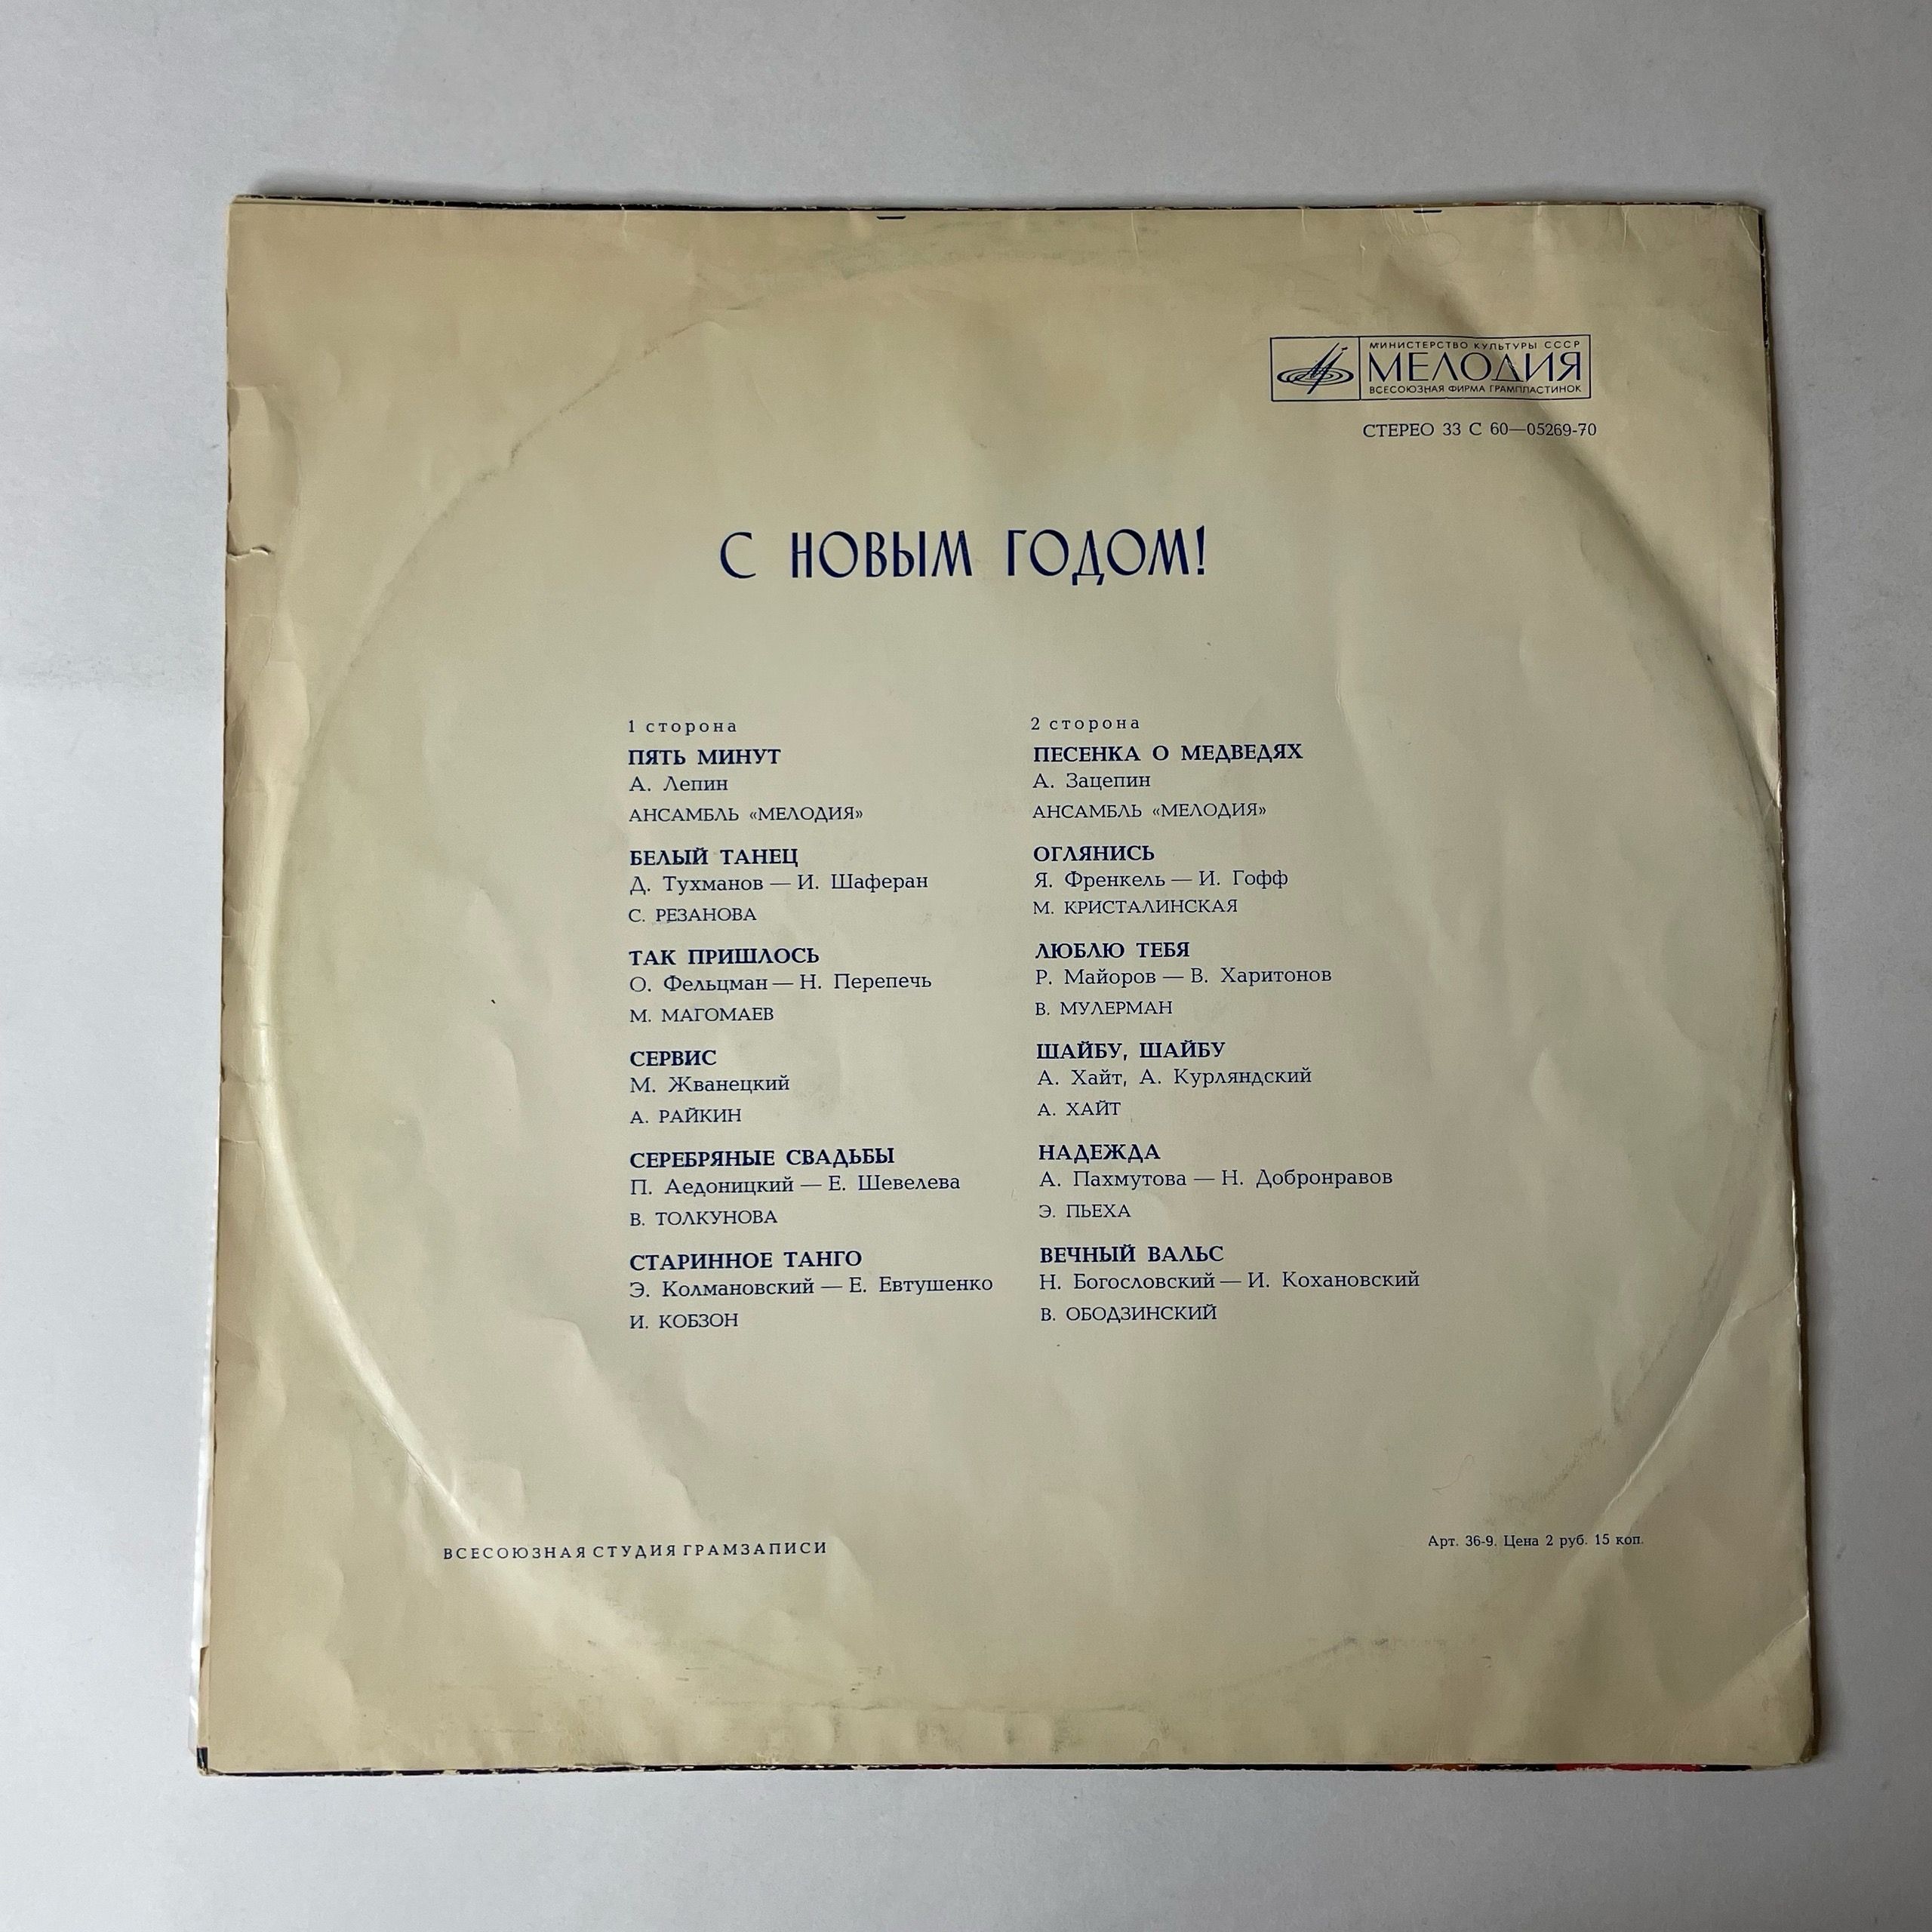 МИНИСТЕРСТВО КУЛЬТУРЫ СССР
МЕЛОДИЯ
ВСЕСОЮЗНАЯ ФИРМА ГРАМПЛАСТИНОК
СТЕРЕО 33 С 60—05269-70
С НОВЫМ ГОДОМ!
1 сторона
ПЯТЬ МИНУТ
А. Лепин
АНСАМБЛЬ «МЕЛОДИЯ»
БЕЛЫЙ ТАНЕЦ
Д. Тухманов — И. Шаферан
С. РЕЗАНОВА
ТАК ПРИШЛОСЬ
О. Фельцман — Н. Перепечь
М. МАГОМАЕВ
СЕРВИС
М. Жванецкий
А. РАЙКИН
СЕРЕБРЯНЫЕ СВАДЬБЫ
П. Аедоницкий — Е. Шевелева
В. ТОЛКУНОВА
СТАРИННОЕ ТАНГО
Э. Колмановский — Е. Евтушенко
И. КОБЗОН
2 сторона
ПЕСЕНКА О МЕДВЕДЯХ
А. Зацепин
АНСАМБЛЬ «МЕЛОДИЯ»
ОГЛЯНИСЬ
Я. Френкель — И. Гофф
М. КРИСТАЛИНСКАЯ
ЛЮБЛЮ ТЕБЯ
Р. Майоров — В. Харитонов
В. МУЛЕРМАН
ШАЙБУ, ШАЙБУ
А. Хайт, А. Курляндский
А. ХАЙТ
НАДЕЖДА
А. Пахмутова — Н. Добронравов
Э. ПЬЕХА
ВЕЧНЫЙ ВАЛЬС
Н. Богословский — И. Кохановский
В. ОБОДЗИНСКИЙ
ВСЕСОЮЗНАЯ СТУДИЯ ГРАМЗАПИСИ
Арт. 36-9. Цена 2 руб. 15 коп.